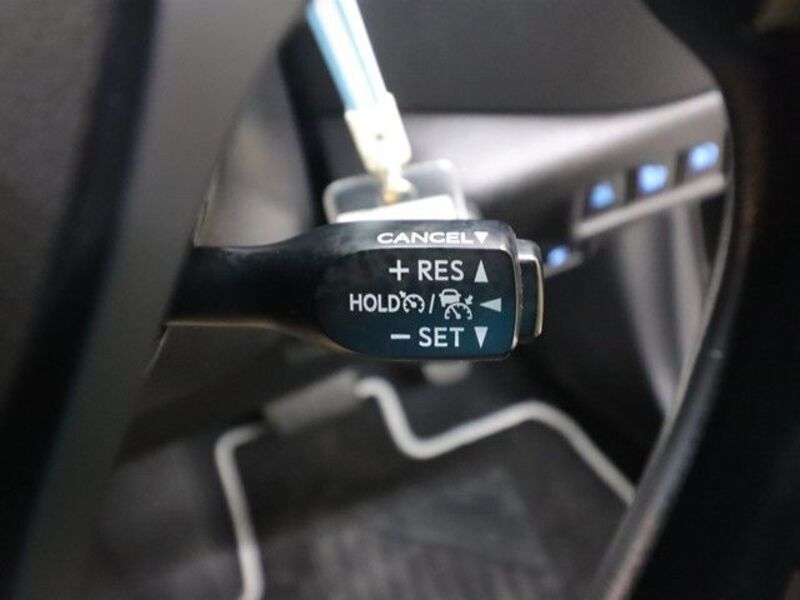 CANCEL▼
+ RES ▲
HOLD / ◀
− SET ▼